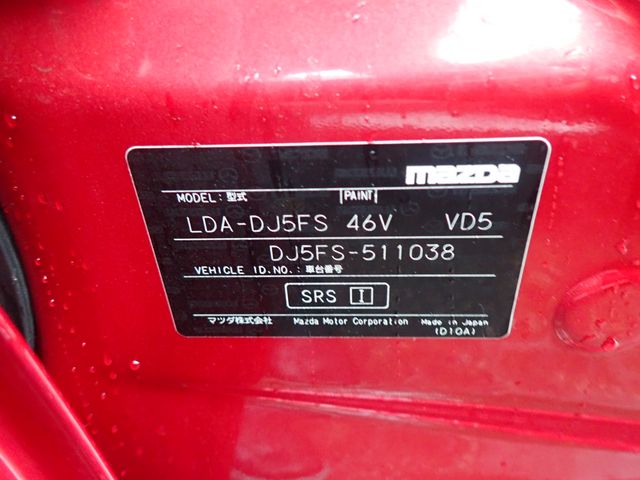 mazda
MODEL: 型式 PAINT
LDA-DJ5FS 46V VD5
DJ5FS-511038
VEHICLE ID.NO.: 車台番号
SRS I
マツダ株式会社 Mazda Motor Corporation Made in Japan
(D10A)